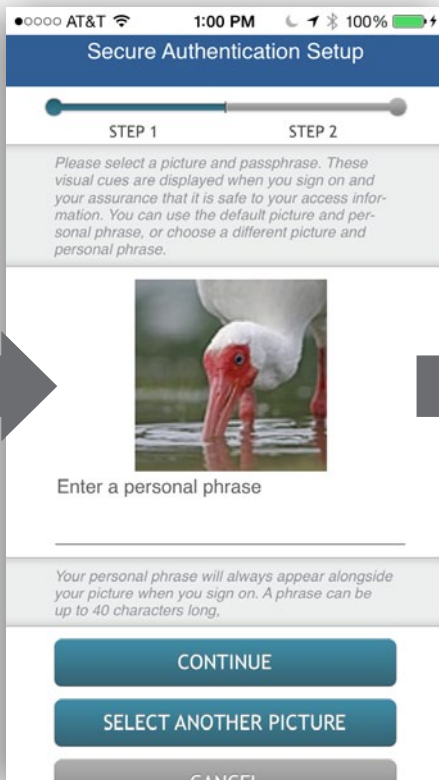 AT&T 1:00 PM 100%
Secure Authentication Setup
STEP 1 STEP 2
Please select a picture and passphrase. These
visual cues are displayed when you sign on and
your assurance that it is safe to your access infor-
mation. You can use the default picture and per-
sonal phrase, or choose a different picture and
personal phrase.
Enter a personal phrase
Your personal phrase will always appear alongside
your picture when you sign on. A phrase can be
up to 40 characters long,
CONTINUE
SELECT ANOTHER PICTURE
CANCEL